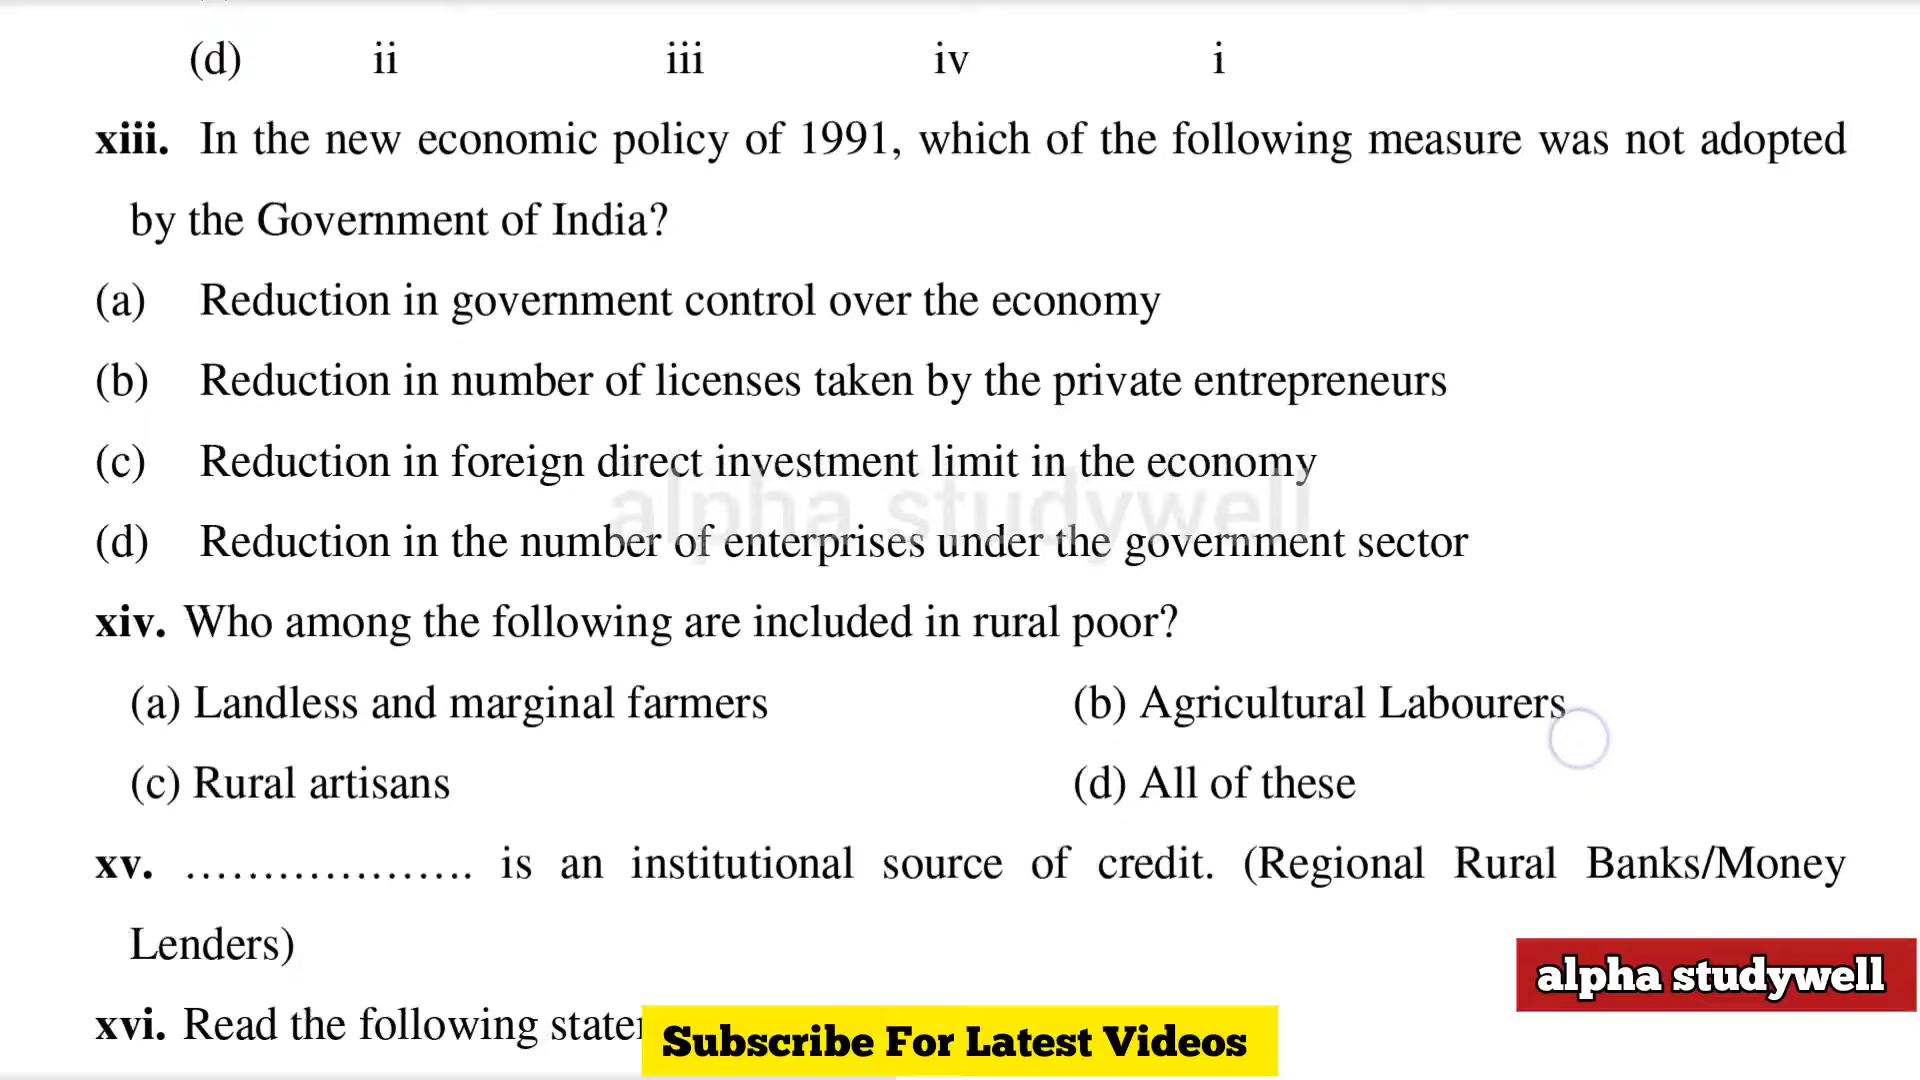 (d) ii iii iv i
xiii. In the new economic policy of 1991, which of the following measure was not adopted
by the Government of India?
(a) Reduction in government control over the economy
(b) Reduction in number of licenses taken by the private entrepreneurs
(c) Reduction in foreign direct investment limit in the economy
alpha studywell
(d) Reduction in the number of enterprises under the government sector
xiv. Who among the following are included in rural poor?
(a) Landless and marginal farmers (b) Agricultural Labourers
(c) Rural artisans (d) All of these
xv. ................... is an institutional source of credit. (Regional Rural Banks/Money
Lenders)
alpha studywell
xvi. Read the following
Subscribe For Latest Videos